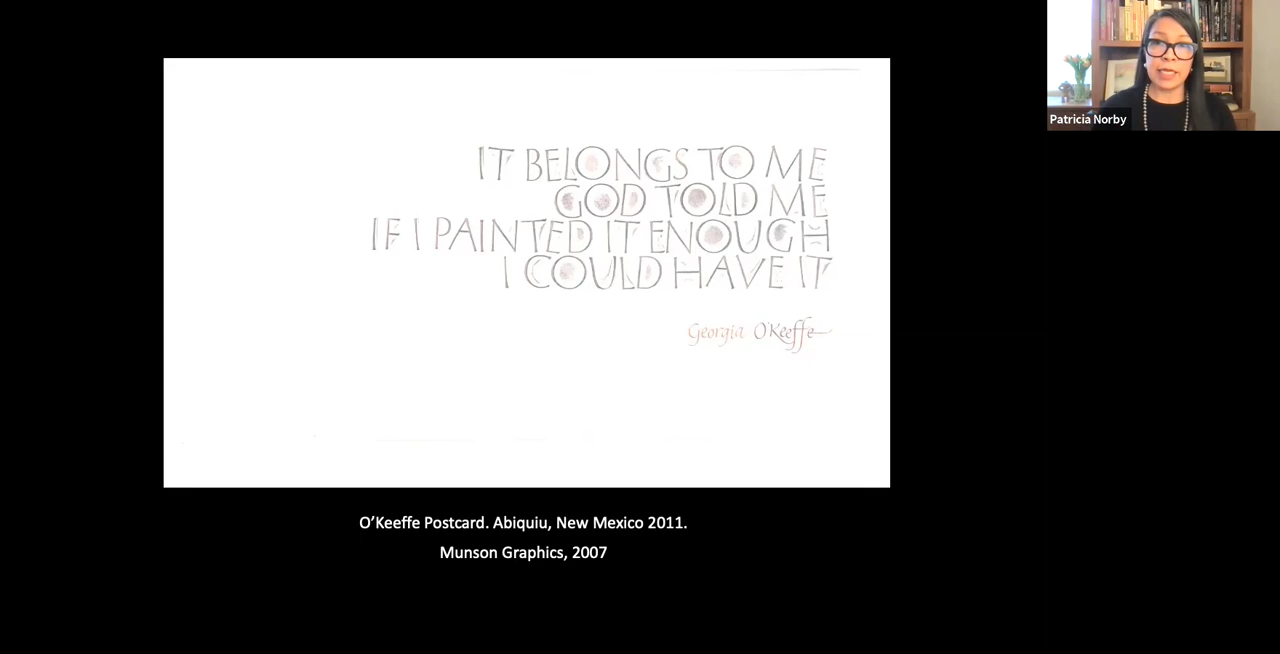 IT BELONGS TO ME
GOD TOLD ME
IF I PAINTED IT ENOUGH
I COULD HAVE IT
Georgia O'Keeffe
O’Keeffe Postcard. Abiquiu, New Mexico 2011.
Munson Graphics, 2007
Patricia Norby